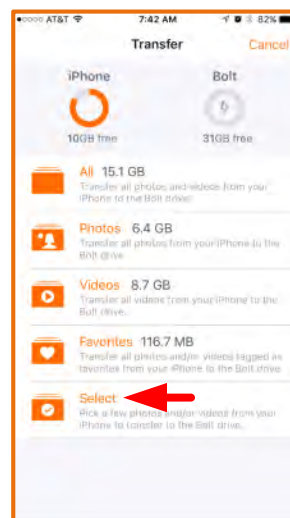 AT&T 7:42 AM 82%
Transfer Cancel
iPhone Bolt
10GB free 31GB free
All 15.1 GB
Transfer all photos and videos from your
iPhone to the Bolt drive.
Photos 6.4 GB
Transfer all photos from your iPhone to the
Bolt drive.
Videos 8.7 GB
Transfer all videos from your iPhone to the
Bolt drive.
Favorites 116.7 MB
Transfer all photos and/or videos tagged as
favorites from your iPhone to the Bolt drive.
Select
Pick a few photos and/or videos from your
iPhone to transfer to the Bolt drive.